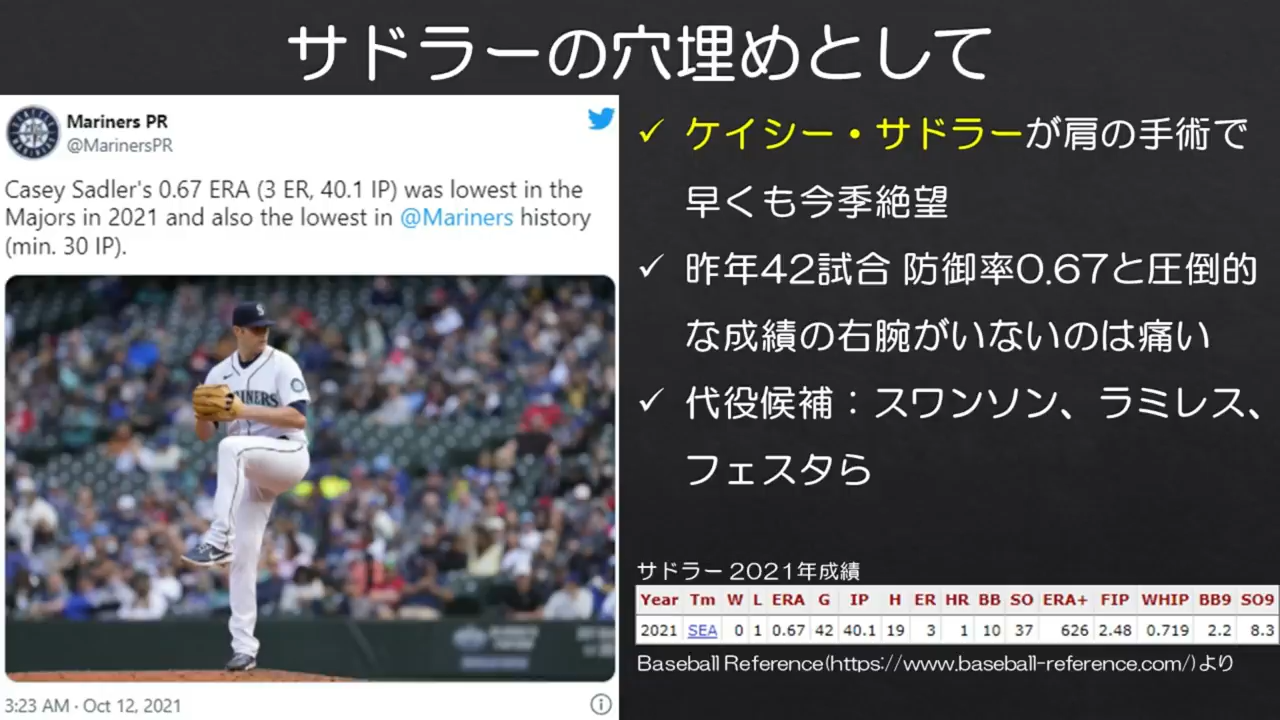 サドラーの穴埋めとして
Mariners PR
@MarinersPR
Casey Sadler's 0.67 ERA (3 ER, 40.1 IP) was lowest in the
Majors in 2021 and also the lowest in @Mariners history
(min. 30 IP).
3:23 AM · Oct 12, 2021
✓ ケイシー・サドラーが肩の手術で
早くも今季絶望
✓ 昨年42試合 防御率0.67と圧倒的
な成績の右腕がいないのは痛い
✓ 代役候補：スワンソン、ラミレス、
フェスタら
サドラー 2021年成績
Year Tm W L ERA G IP H ER HR BB SO ERA+ FIP WHIP BB9 SO9
2021 SEA 0 1 0.67 42 40.1 19 3 1 10 37 626 2.48 0.719 2.2 8.3
Baseball Reference(https://www.baseball-reference.com/)より